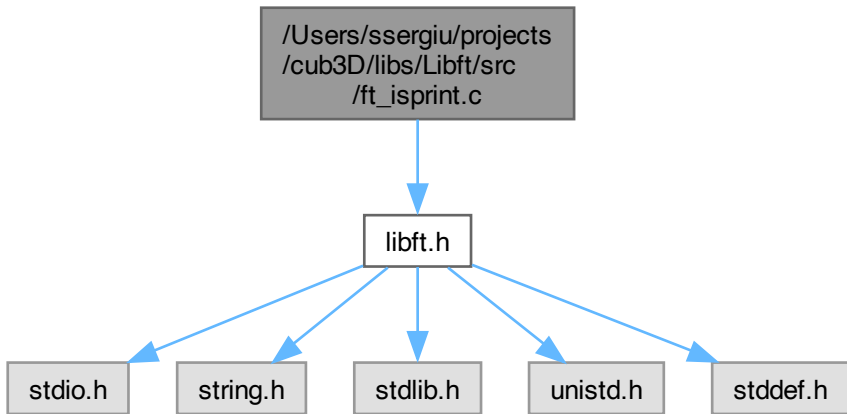 /Users/ssergiu/projects
/cub3D/libs/Libft/src
/ft_isprint.c
libft.h
stdio.h
string.h
stdlib.h
unistd.h
stddef.h